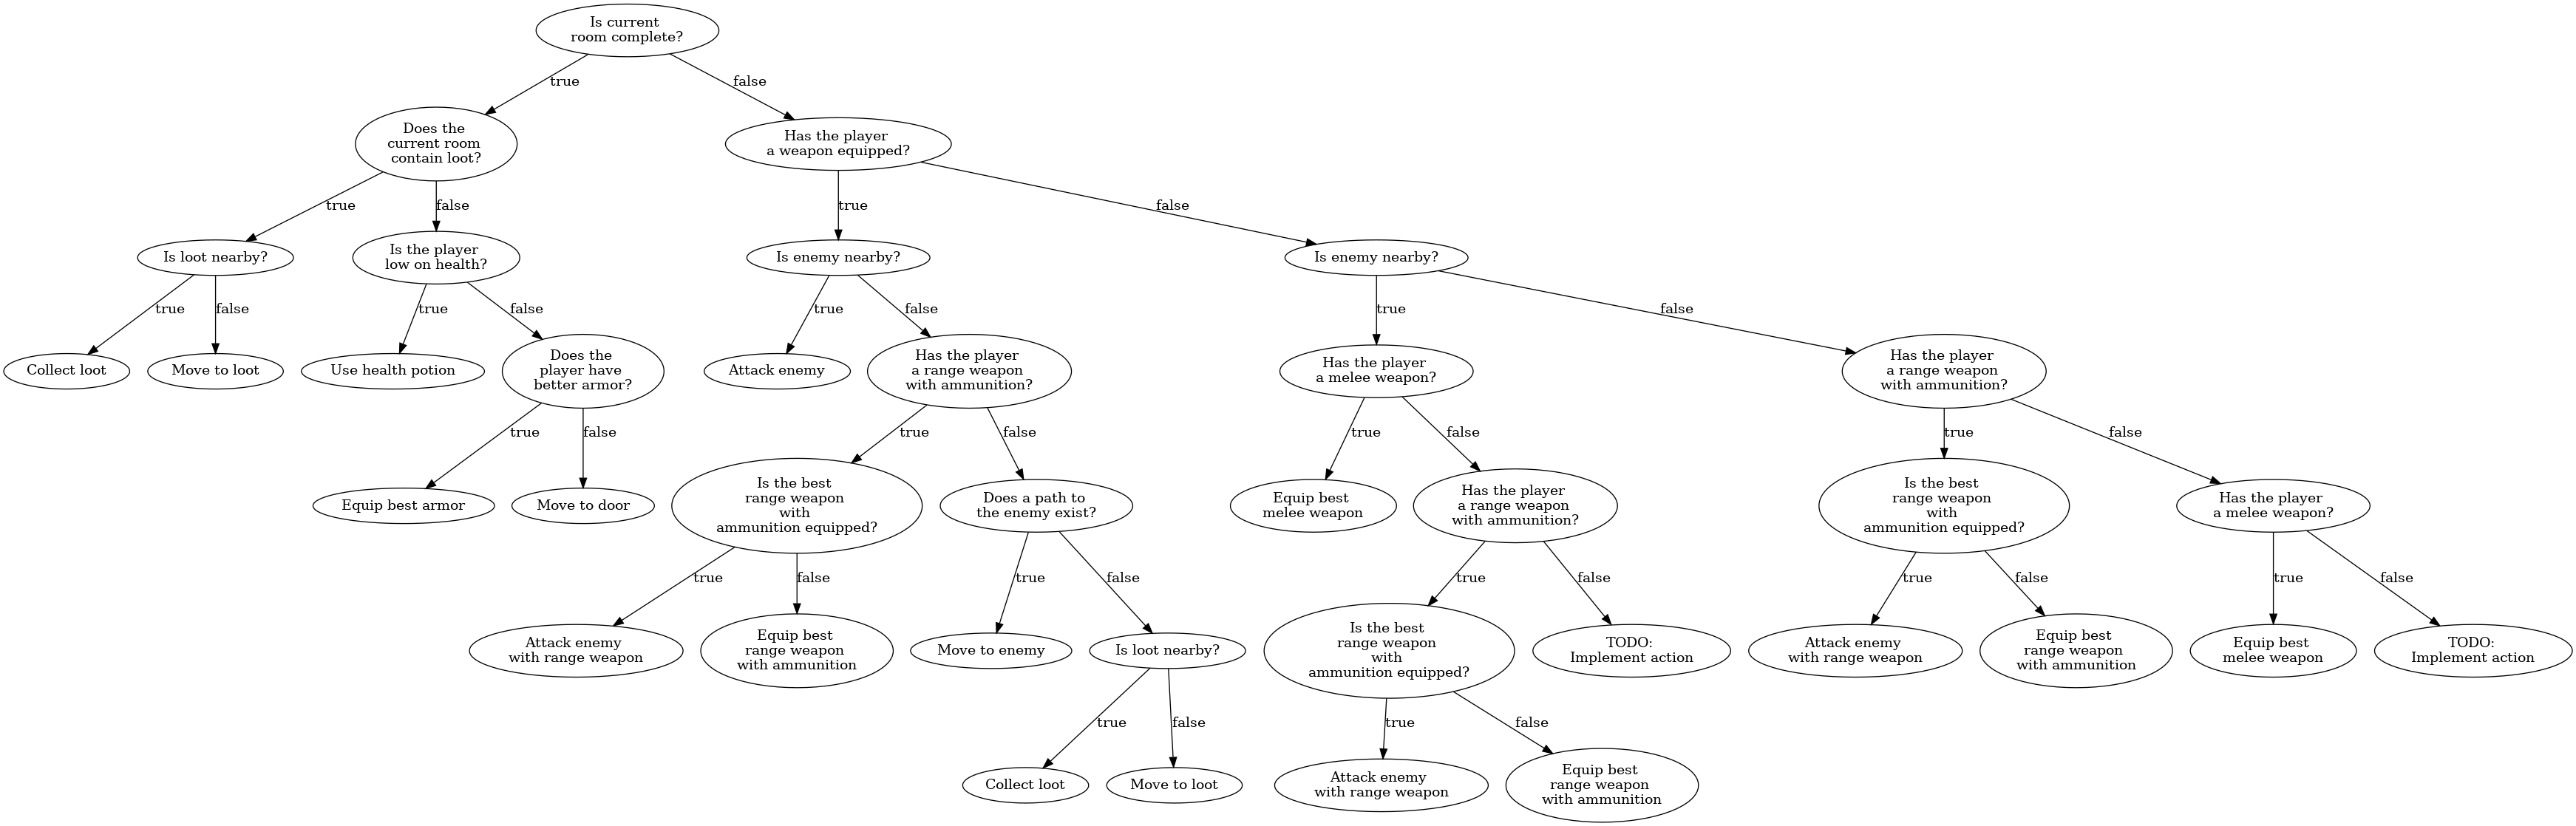 Is current
room complete?
true
false
Does the
current room
contain loot?
Has the player
a weapon equipped?
true
false
true
false
Is loot nearby?
Is the player
low on health?
Is enemy nearby?
Is enemy nearby?
true
false
true
false
true
false
true
false
Collect loot
Move to loot
Use health potion
Does the
player have
better armor?
Attack enemy
Has the player
a range weapon
with ammunition?
Has the player
a melee weapon?
Has the player
a range weapon
with ammunition?
true
false
true
false
true
false
true
false
Equip best armor
Move to door
Is the best
range weapon
with
ammunition equipped?
Does a path to
the enemy exist?
Equip best
melee weapon
Has the player
a range weapon
with ammunition?
Is the best
range weapon
with
ammunition equipped?
Has the player
a melee weapon?
true
false
true
false
true
false
true
false
true
false
Attack enemy
with range weapon
Equip best
range weapon
with ammunition
Move to enemy
Is loot nearby?
Is the best
range weapon
with
ammunition equipped?
TODO:
Implement action
Attack enemy
with range weapon
Equip best
range weapon
with ammunition
Equip best
melee weapon
TODO:
Implement action
true
false
true
false
Collect loot
Move to loot
Attack enemy
with range weapon
Equip best
range weapon
with ammunition